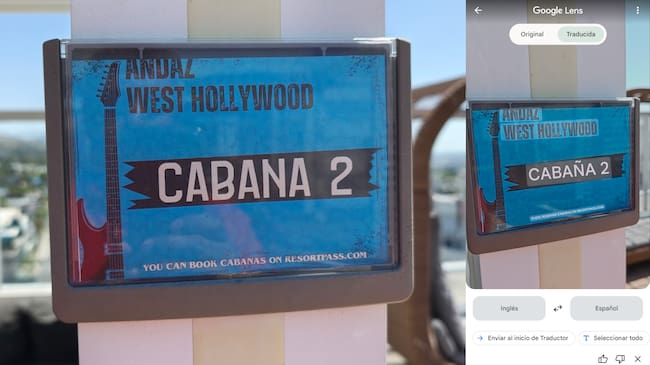 ANDAZ
WEST HOLLYWOOD
CABANA 2
YOU CAN BOOK CABANAS ON RESORTPASS.COM
Google Lens
Original
Traducida
ANDAZ
WEST HOLLYWOOD
CABAÑA 2
Inglés
Español
Enviar al inicio de Traductor
Seleccionar todo